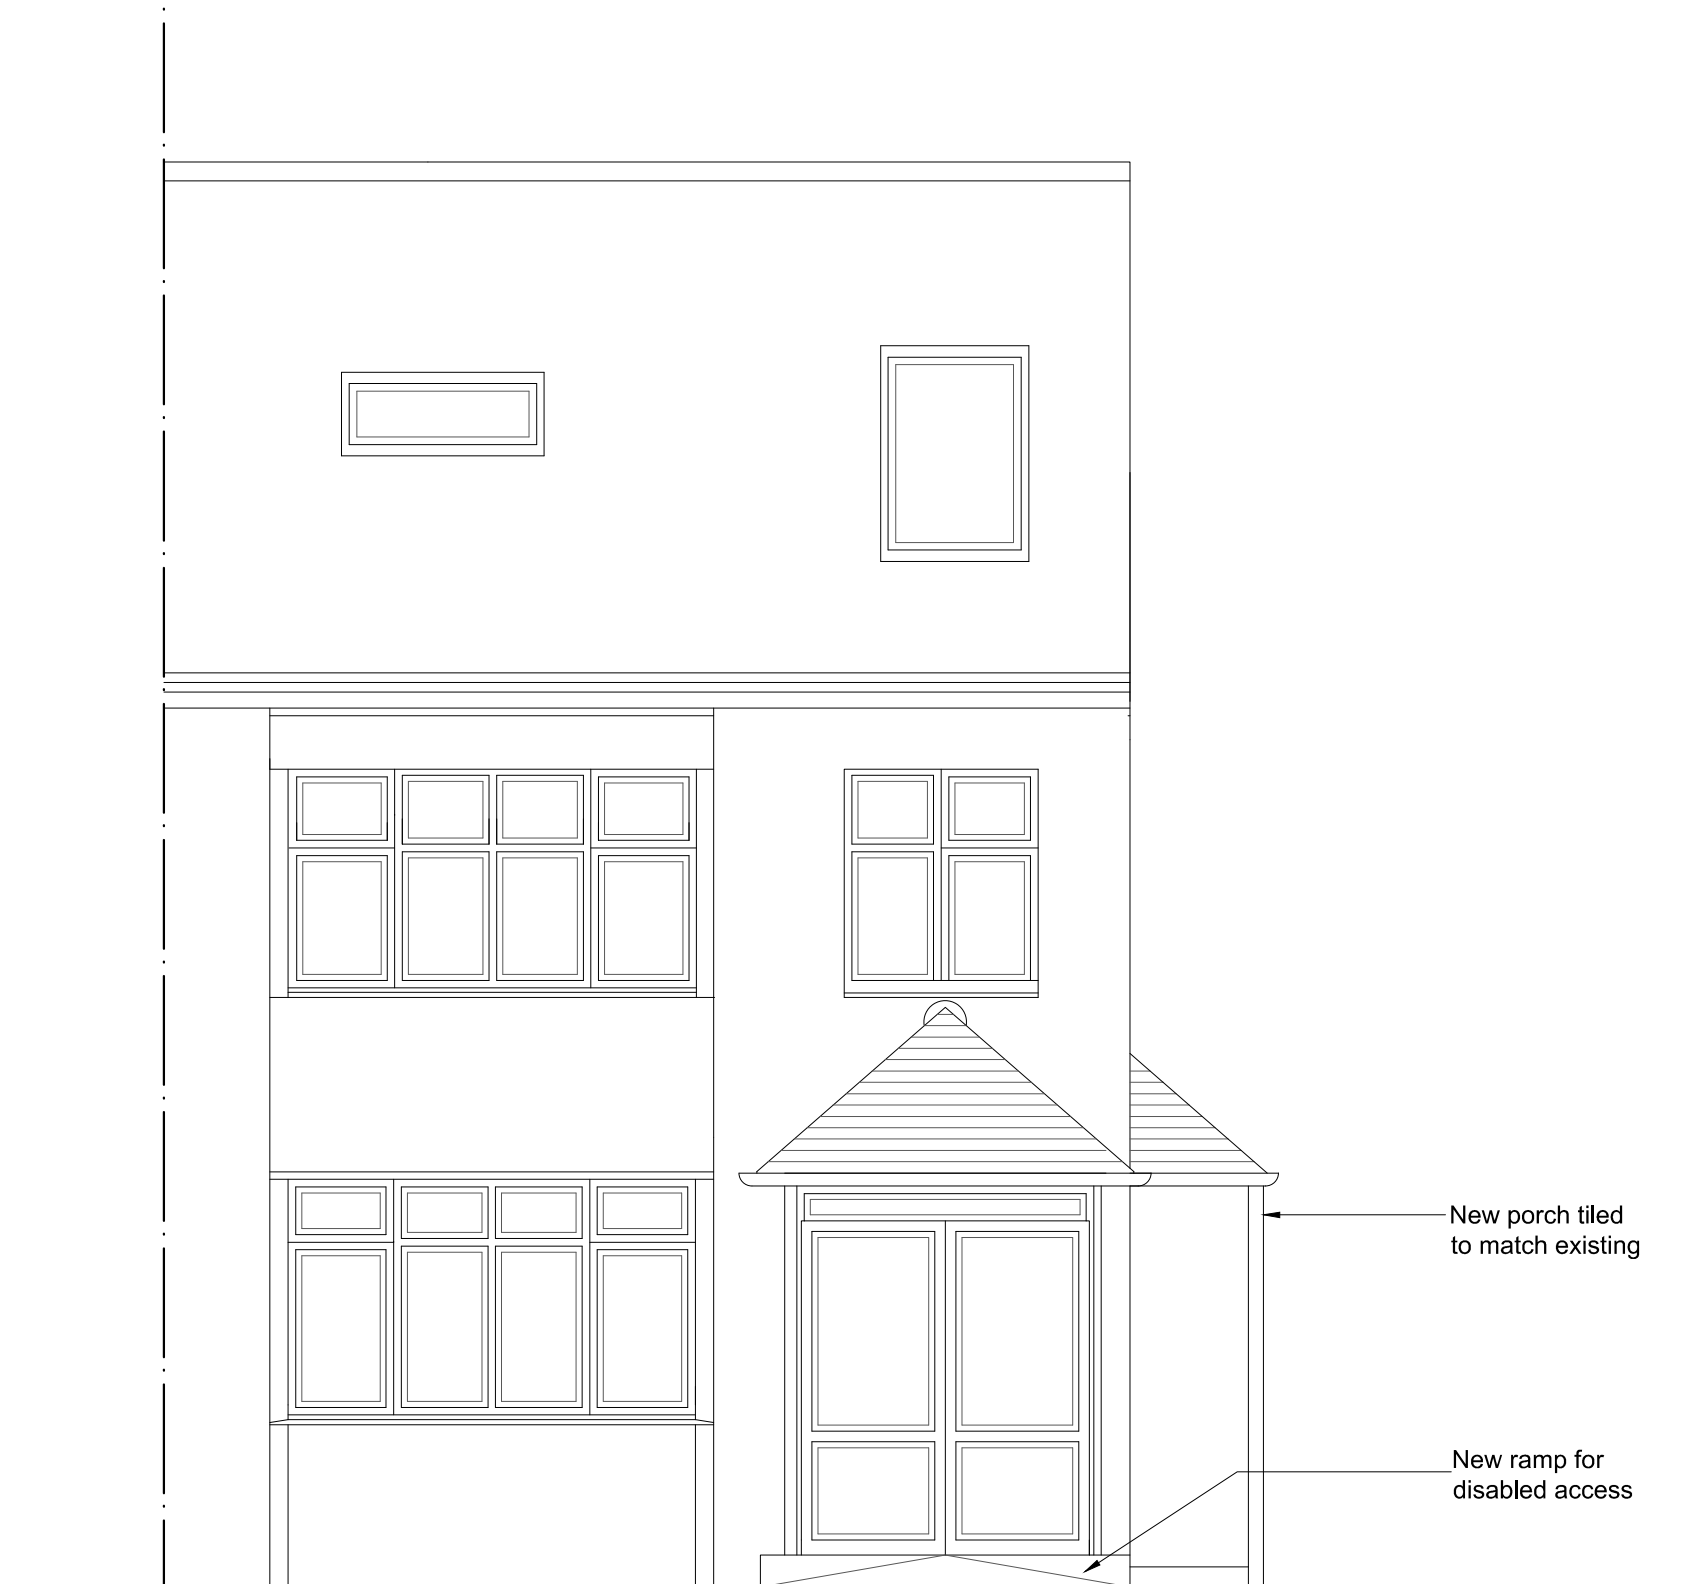 New porch tiled
to match existing
New ramp for
disabled access